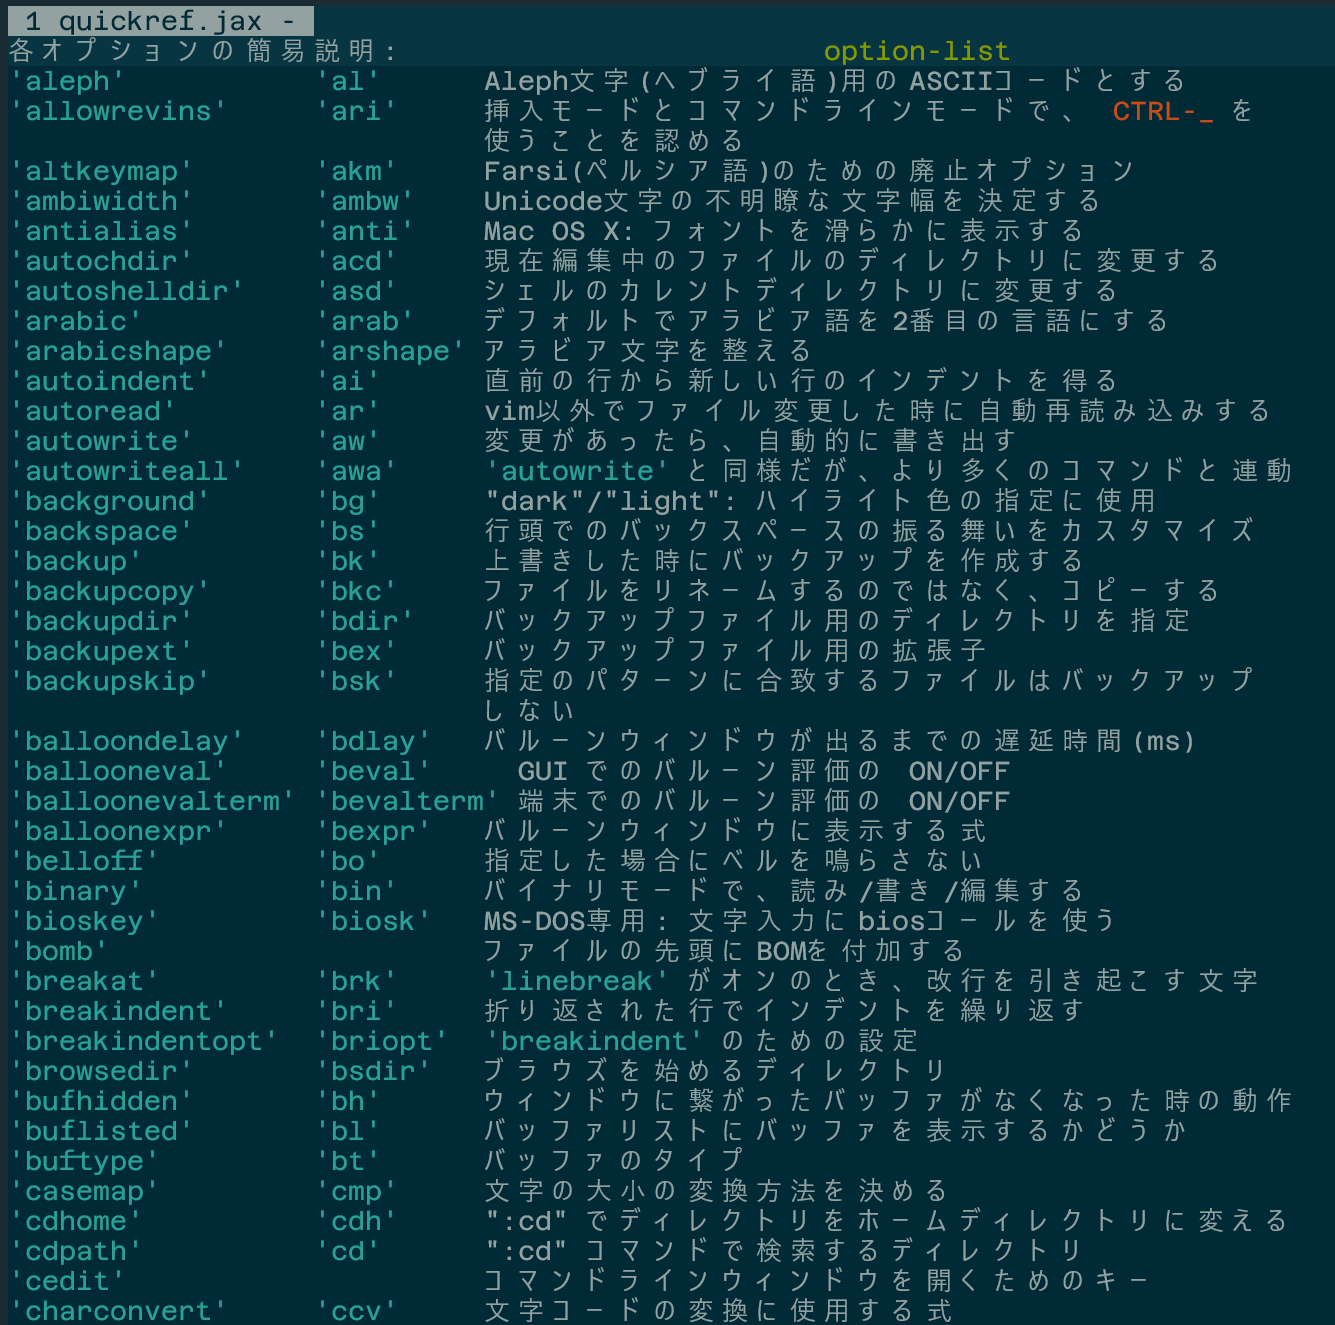 1 quickref.jax -
各オプションの簡易説明: option-list
'aleph' 'al' Aleph文字(ヘブライ語)用のASCIIコードとする
'allowrevins' 'ari' 挿入モードとコマンドラインモードで、 CTRL-_ を
使うことを認める
'altkeymap' 'akm' Farsi(ペルシア語)のための廃止オプション
'ambiwidth' 'ambw' Unicode文字の不明瞭な文字幅を決定する
'antialias' 'anti' Mac OS X: フォントを滑らかに表示する
'autochdir' 'acd' 現在編集中のファイルのディレクトリに変更する
'autoshelldir' 'asd' シェルのカレントディレクトリに変更する
'arabic' 'arab' デフォルトでアラビア語を2番目の言語にする
'arabicshape' 'arshape' アラビア文字を整える
'autoindent' 'ai' 直前の行から新しい行のインデントを得る
'autoread' 'ar' vim以外でファイル変更した時に自動再読み込みする
'autowrite' 'aw' 変更があったら、自動的に書き出す
'autowriteall' 'awa' 'autowrite' と同様だが、より多くのコマンドと連動
'background' 'bg' "dark"/"light": ハイライト色の指定に使用
'backspace' 'bs' 行頭でのバックスペースの振る舞いをカスタマイズ
'backup' 'bk' 上書きした時にバックアップを作成する
'backupcopy' 'bkc' ファイルをリネームするのではなく、コピーする
'backupdir' 'bdir' バックアップファイル用のディレクトリを指定
'backupext' 'bex' バックアップファイル用の拡張子
'backupskip' 'bsk' 指定のパターンに合致するファイルはバックアップ
しない
'balloondelay' 'bdlay' バルーンウィンドウが出るまでの遅延時間(ms)
'ballooneval' 'beval' GUI でのバルーン評価の ON/OFF
'balloonevalterm' 'bevalterm' 端末でのバルーン評価の ON/OFF
'balloonexpr' 'bexpr' バルーンウィンドウに表示する式
'belloff' 'bo' 指定した場合にベルを鳴らさない
'binary' 'bin' バイナリモードで、読み/書き/編集する
'bioskey' 'biosk' MS-DOS専用: 文字入力にbiosコールを使う
'bomb' ファイルの先頭にBOMを付加する
'breakat' 'brk' 'linebreak' がオンのとき、改行を引き起こす文字
'breakindent' 'bri' 折り返された行でインデントを繰り返す
'breakindentopt' 'briopt' 'breakindent' のための設定
'browsedir' 'bsdir' ブラウズを始めるディレクトリ
'bufhidden' 'bh' ウィンドウに繋がったバッファがなくなった時の動作
'buflisted' 'bl' バッファリストにバッファを表示するかどうか
'buftype' 'bt' バッファのタイプ
'casemap' 'cmp' 文字の大小の変換方法を決める
'cdhome' 'cdh' ":cd" でディレクトリをホームディレクトリに変える
'cdpath' 'cd' ":cd" コマンドで検索するディレクトリ
'cedit' コマンドラインウィンドウを開くためのキー
'charconvert' 'ccv' 文字コードの変換に使用する式